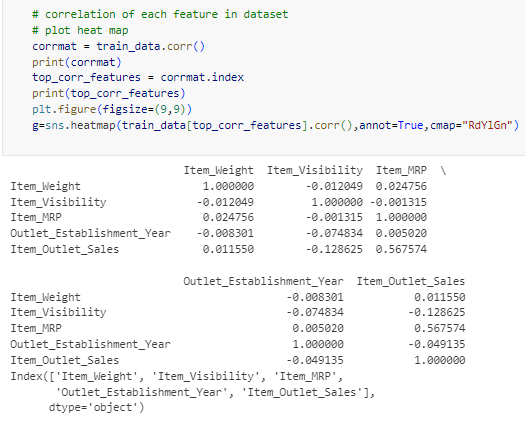 # correlation of each feature in dataset
# plot heat map
corrmat = train_data.corr()
print(corrmat)
top_corr_features = corrmat.index
print(top_corr_features)
plt.figure(figsize=(9,9))
g=sns.heatmap(train_data[top_corr_features].corr(),annot=True,cmap="RdYlGn")
Item_Weight Item_Visibility Item_MRP \
Item_Weight 1.000000 -0.012049 0.024756
Item_Visibility -0.012049 1.000000 -0.001315
Item_MRP 0.024756 -0.001315 1.000000
Outlet_Establishment_Year -0.008301 -0.074834 0.005020
Item_Outlet_Sales 0.011550 -0.128625 0.567574
Outlet_Establishment_Year Item_Outlet_Sales
Item_Weight -0.008301 0.011550
Item_Visibility -0.074834 -0.128625
Item_MRP 0.005020 0.567574
Outlet_Establishment_Year 1.000000 -0.049135
Item_Outlet_Sales -0.049135 1.000000
Index(['Item_Weight', 'Item_Visibility', 'Item_MRP',
'Outlet_Establishment_Year', 'Item_Outlet_Sales'],
dtype='object')